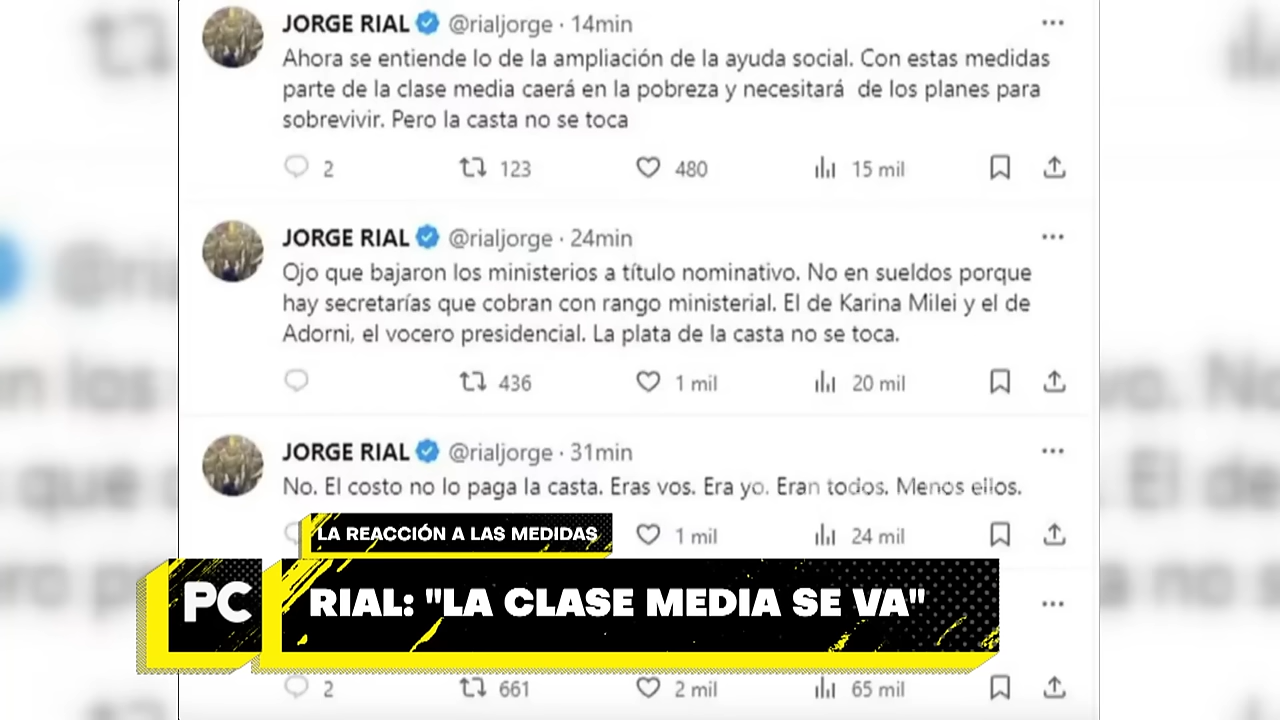 JORGE RIAL @rialjorge · 14min
Ahora se entiende lo de la ampliación de la ayuda social. Con estas medidas
parte de la clase media caerá en la pobreza y necesitará de los planes para
sobrevivir. Pero la casta no se toca
2 123 480 15 mil
JORGE RIAL @rialjorge · 24min
Ojo que bajaron los ministerios a título nominativo. No en sueldos porque
hay secretarías que cobran con rango ministerial. El de Karina Milei y el de
Adorni, el vocero presidencial. La plata de la casta no se toca.
436 1 mil 20 mil
JORGE RIAL @rialjorge · 31min
No. El costo no lo paga la casta. Eras vos. Era yo. Eran todos. Menos ellos.
1 mil 24 mil
LA REACCIÓN A LAS MEDIDAS
PC
RIAL: "LA CLASE MEDIA SE VA"
2 661 2 mil 65 mil